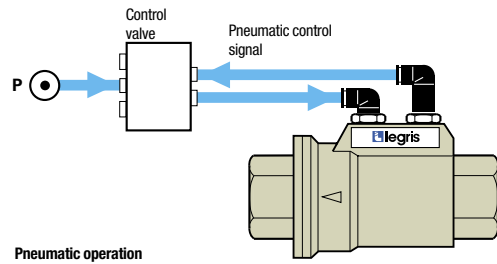 Control
valve
Pneumatic control
signal
P
legris
Pneumatic operation